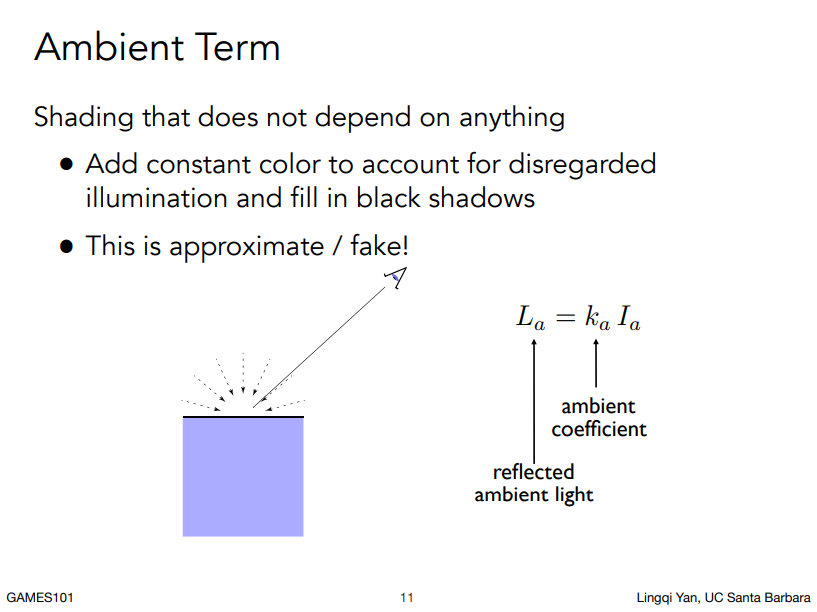 Ambient Term
Shading that does not depend on anything
• Add constant color to account for disregarded
illumination and fill in black shadows
• This is approximate / fake!
L_a = k_a I_a
ambient
coefficient
reflected
ambient light
GAMES101
11
Lingqi Yan, UC Santa Barbara